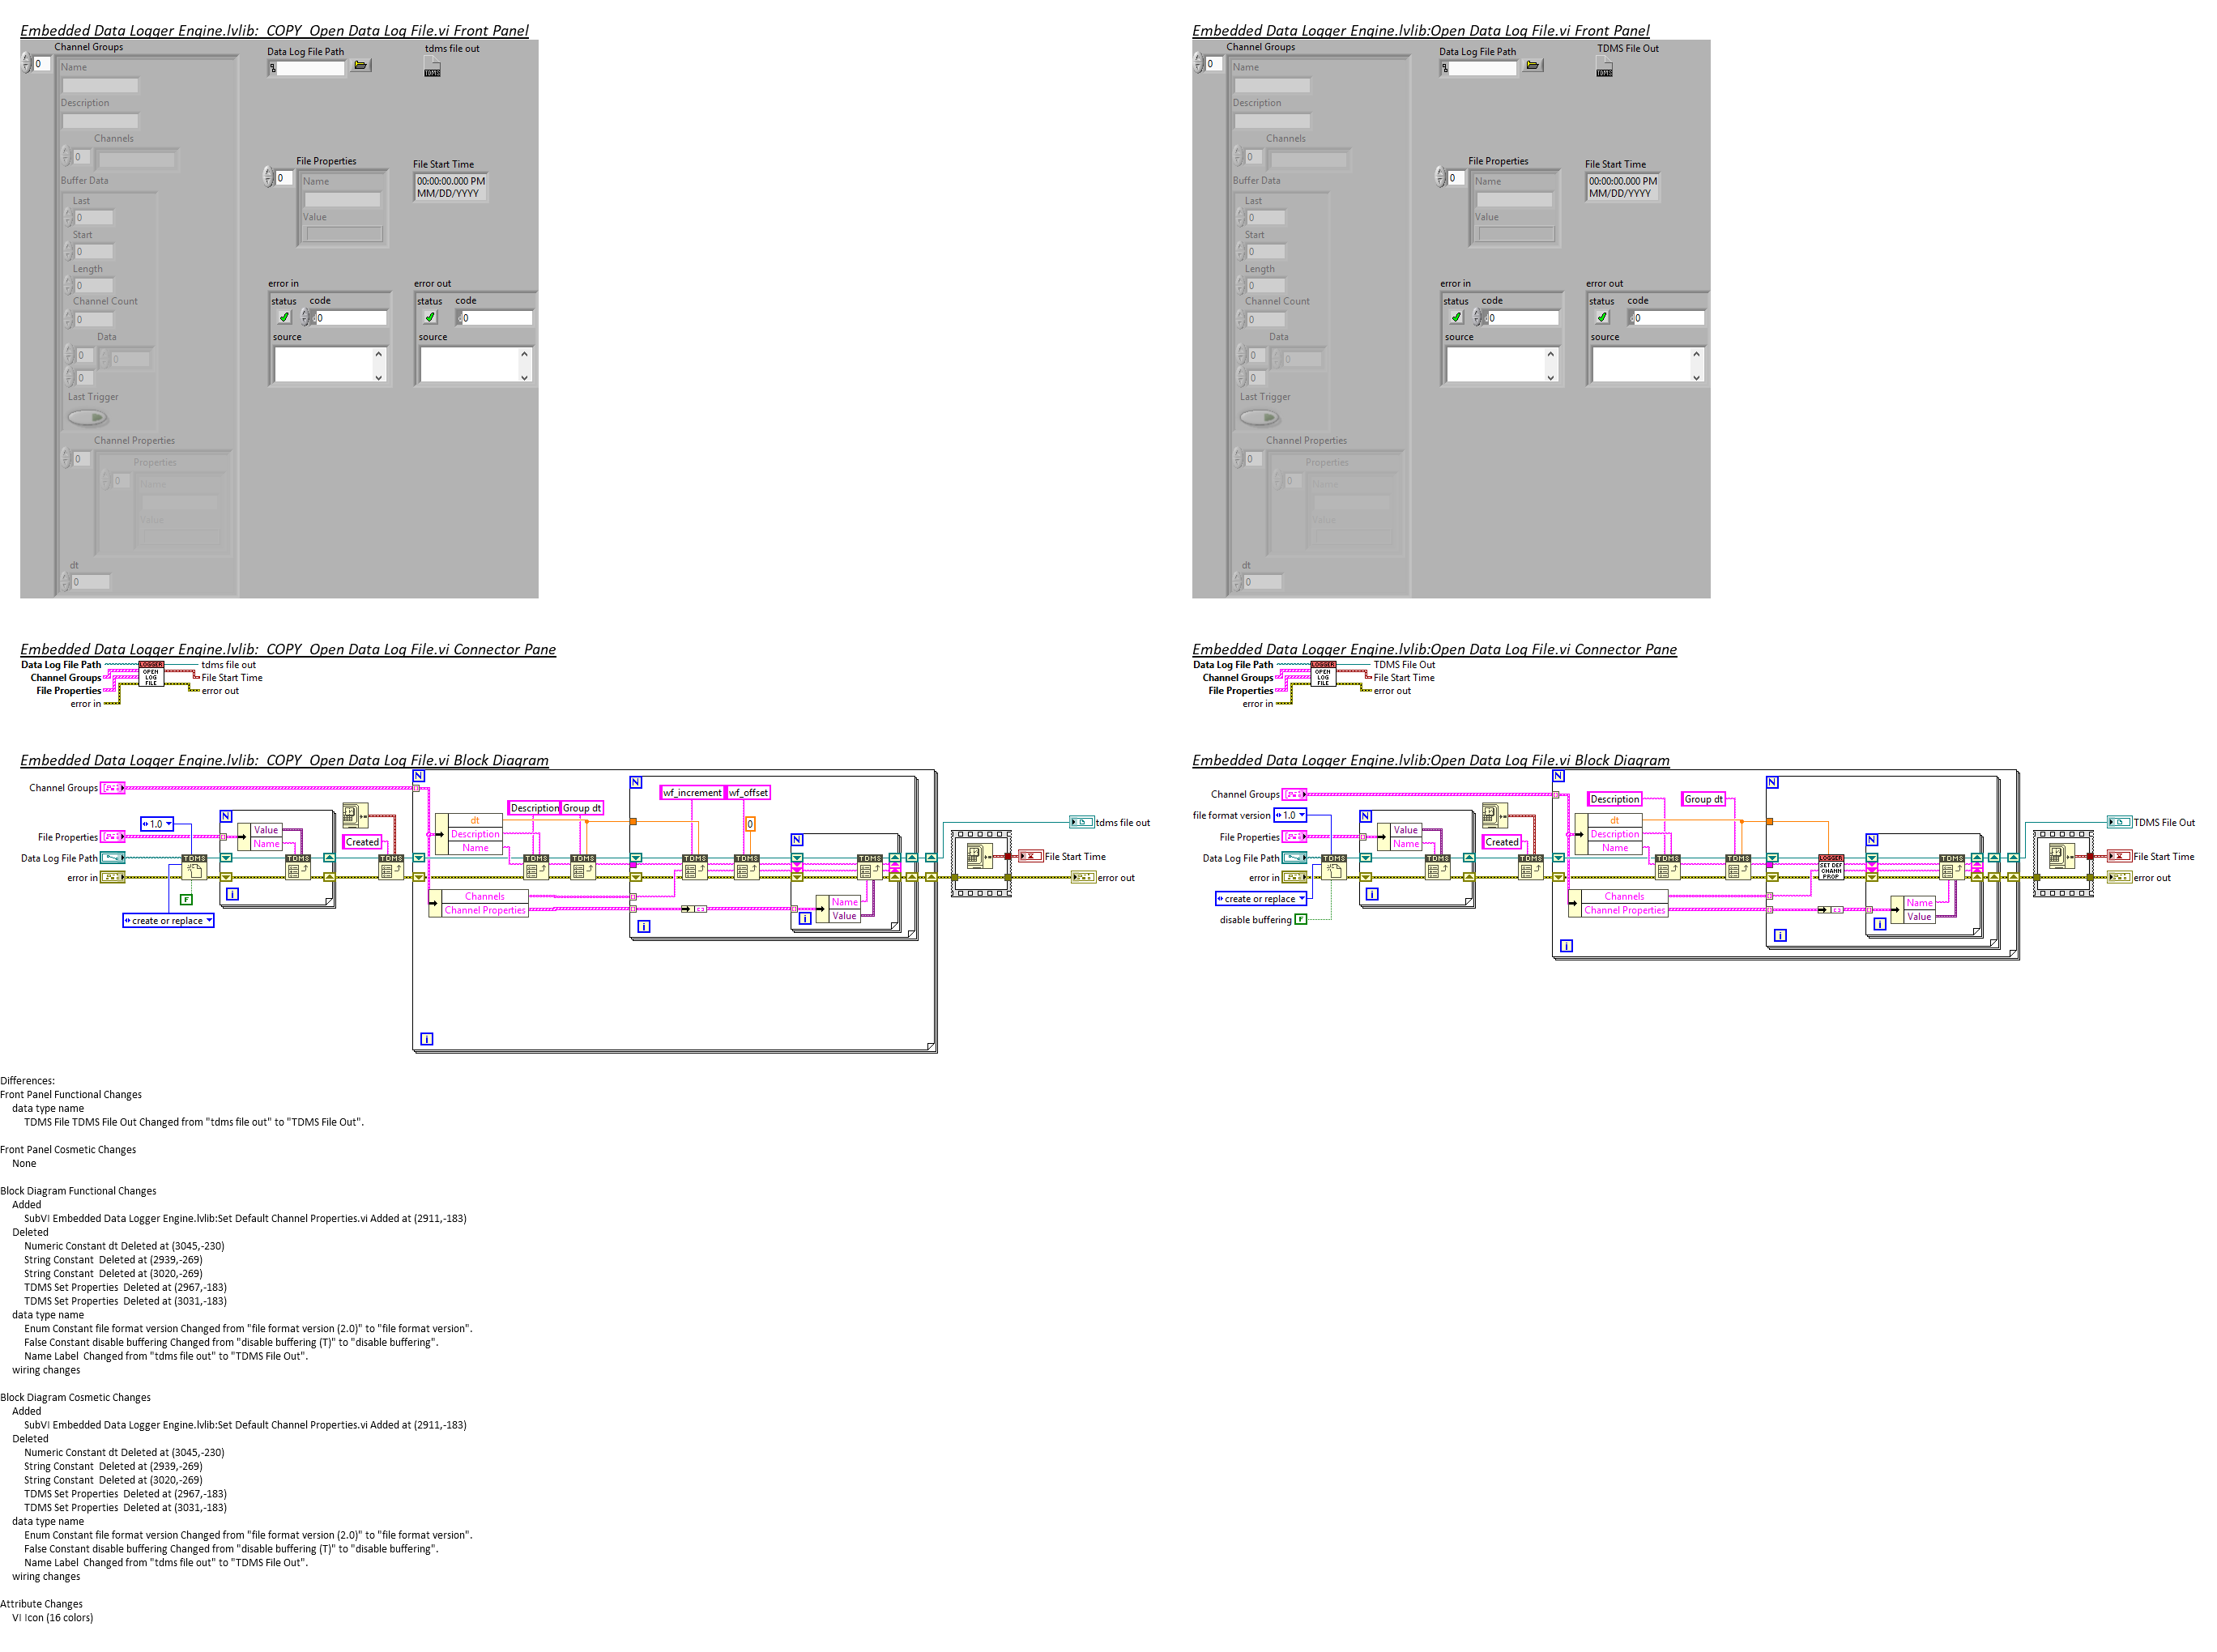 Embedded Data Logger Engine.lvlib:  COPY  Open Data Log File.vi Front Panel
Channel Groups
0
Name
Description
Channels
0
Buffer Data
Last
0
Start
0
Length
0
Channel Count
0
Data
0
0
0
Last Trigger
Channel Properties
0
Properties
0
Name
Value
dt
0
Data Log File Path
tdms file out
TDMS
File Properties
0
Name
Value
File Start Time
00:00:00.000 PM
MM/DD/YYYY
error in
status code
0
source
error out
status code
0
source
Embedded Data Logger Engine.lvlib:Open Data Log File.vi Front Panel
Channel Groups
0
Name
Description
Channels
0
Buffer Data
Last
0
Start
0
Length
0
Channel Count
0
Data
0
0
0
Last Trigger
Channel Properties
0
Properties
0
Name
Value
dt
0
Data Log File Path
TDMS File Out
TDMS
File Properties
0
Name
Value
File Start Time
00:00:00.000 PM
MM/DD/YYYY
error in
status code
0
source
error out
status code
0
source
Embedded Data Logger Engine.lvlib:  COPY  Open Data Log File.vi Connector Pane
Data Log File Path
Channel Groups
File Properties
error in
LOGGER
OPEN
LOG
FILE
tdms file out
File Start Time
error out
Embedded Data Logger Engine.lvlib:Open Data Log File.vi Connector Pane
Data Log File Path
Channel Groups
File Properties
error in
LOGGER
OPEN
LOG
FILE
TDMS File Out
File Start Time
error out
Embedded Data Logger Engine.lvlib:  COPY  Open Data Log File.vi Block Diagram
Channel Groups
File Properties
Data Log File Path
error in
1.0
create or replace
TDMS
F
N
Value
Name
TDMS
i
Created
TDMS
N
dt
Description
Name
Description
Group dt
TDMS
TDMS
Channels
Channel Properties
i
N
wf_increment
wf_offset
0
TDMS
TDMS
i
N
TDMS
Name
Value
i
tdms file out
File Start Time
error out
Embedded Data Logger Engine.lvlib:Open Data Log File.vi Block Diagram
Channel Groups
file format version
1.0
File Properties
Data Log File Path
error in
create or replace
disable buffering
F
TDMS
N
Value
Name
TDMS
i
Created
TDMS
N
Description
Group dt
dt
Description
Name
TDMS
TDMS
Channels
Channel Properties
i
N
LOGGER
SET DEF
CHANN
PROP
i
N
TDMS
Name
Value
i
TDMS File Out
File Start Time
error out
Differences:
Front Panel Functional Changes
data type name
TDMS File TDMS File Out Changed from "tdms file out" to "TDMS File Out".
Front Panel Cosmetic Changes
None
Block Diagram Functional Changes
Added
SubVI Embedded Data Logger Engine.lvlib:Set Default Channel Properties.vi Added at (2911,-183)
Deleted
Numeric Constant dt Deleted at (3045,-230)
String Constant  Deleted at (2939,-269)
String Constant  Deleted at (3020,-269)
TDMS Set Properties  Deleted at (2967,-183)
TDMS Set Properties  Deleted at (3031,-183)
data type name
Enum Constant file format version Changed from "file format version (2.0)" to "file format version".
False Constant disable buffering Changed from "disable buffering (T)" to "disable buffering".
Name Label  Changed from "tdms file out" to "TDMS File Out".
wiring changes
Block Diagram Cosmetic Changes
Added
SubVI Embedded Data Logger Engine.lvlib:Set Default Channel Properties.vi Added at (2911,-183)
Deleted
Numeric Constant dt Deleted at (3045,-230)
String Constant  Deleted at (2939,-269)
String Constant  Deleted at (3020,-269)
TDMS Set Properties  Deleted at (2967,-183)
TDMS Set Properties  Deleted at (3031,-183)
data type name
Enum Constant file format version Changed from "file format version (2.0)" to "file format version".
False Constant disable buffering Changed from "disable buffering (T)" to "disable buffering".
Name Label  Changed from "tdms file out" to "TDMS File Out".
wiring changes
Attribute Changes
VI Icon (16 colors)